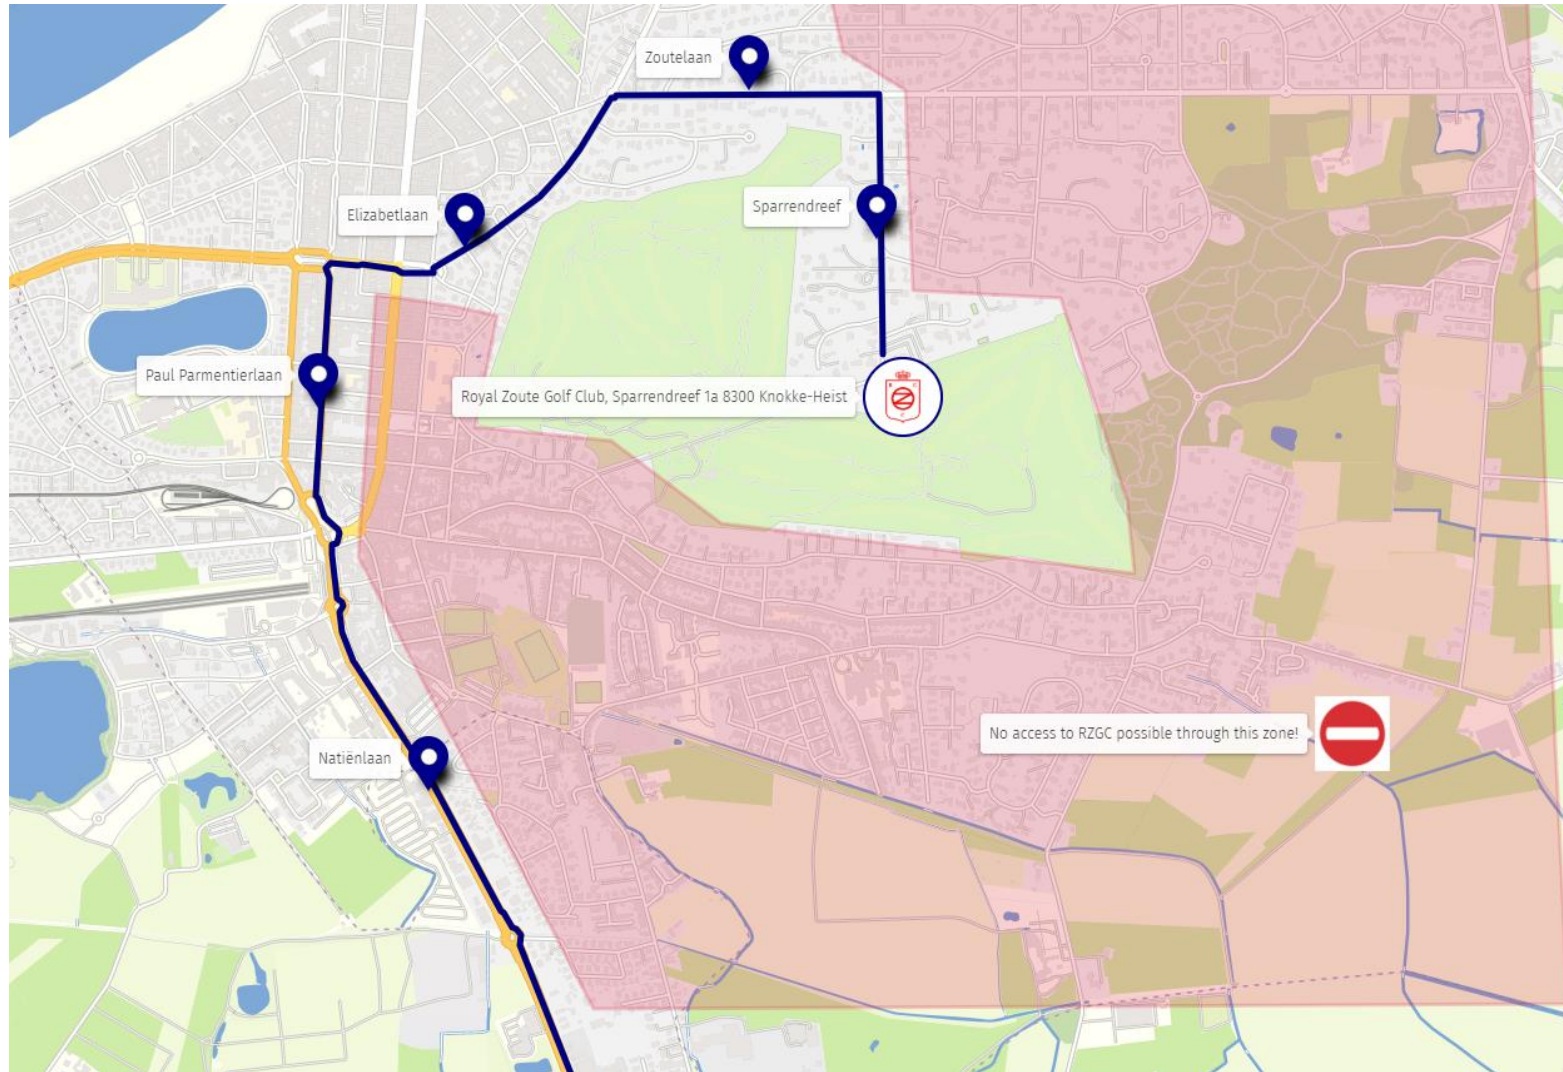 Zoutelaan
Sparrendreef
Elizabetlaan
Paul Parmentierlaan
Royal Zoute Golf Club, Sparrendreef 1a 8300 Knokke-Heist
No access to RZGC possible through this zone!
Natiënlaan